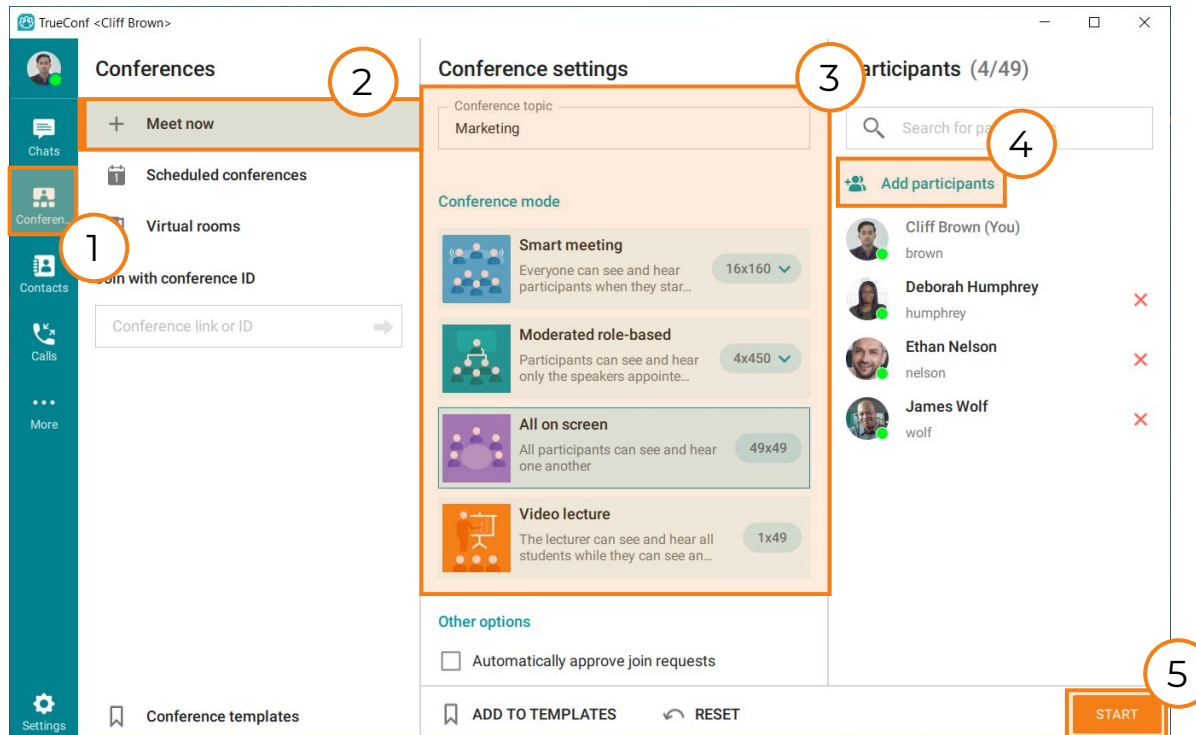 TrueConf <Cliff Brown>
Chats
Conferen..
Contacts
Calls
More
Settings
1
Conferences
2
Meet now
1
Scheduled conferences
Virtual rooms
with conference ID
Conference link or ID
Conference templates
Conference settings
3
Conference topic
Marketing
Conference mode
Smart meeting
Everyone can see and hear
participants when they star...
16x160
Moderated role-based
Participants can see and hear
only the speakers appointe...
4x450
All on screen
All participants can see and hear
one another
49x49
Video lecture
The lecturer can see and hear all
students while they can see an...
1x49
Other options
Automatically approve join requests
ADD TO TEMPLATES
RESET
articipants (4/49)
Search for pa
4
Add participants
Cliff Brown (You)
brown
Deborah Humphrey
humphrey
Ethan Nelson
nelson
James Wolf
wolf
5
START